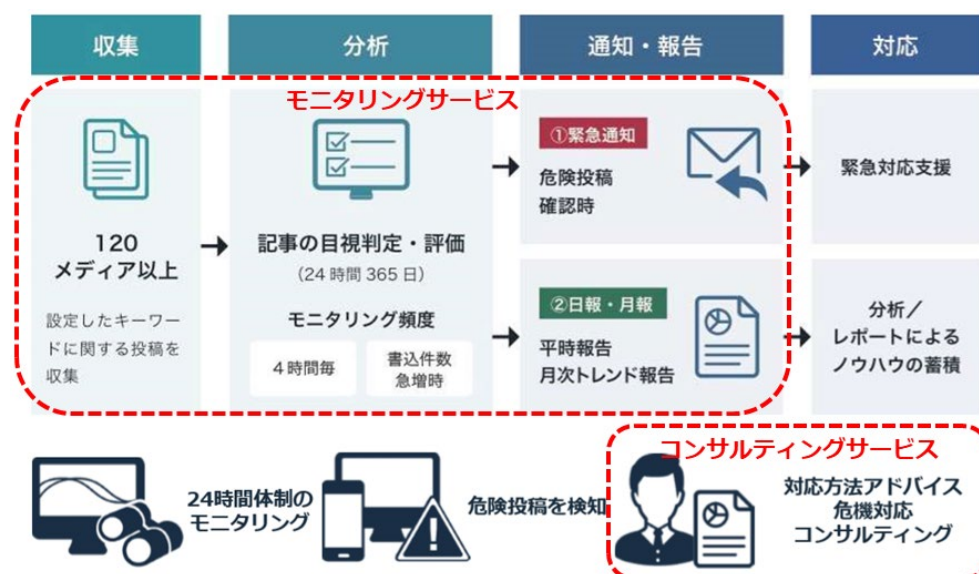 収集
分析
通知・報告
対応
モニタリングサービス
120
メディア以上
設定したキーワー
ドに関する投稿を
収集
記事の目視判定・評価
(24時間365日)
モニタリング頻度
4時間毎
書込件数
急増時
①緊急通知
危険投稿
確認時
②日報・月報
平時報告
月次トレンド報告
緊急対応支援
分析／
レポートによる
ノウハウの蓄積
24時間体制の
モニタリング
危険投稿を検知
コンサルティングサービス
対応方法アドバイス
危機対応
コンサルティング